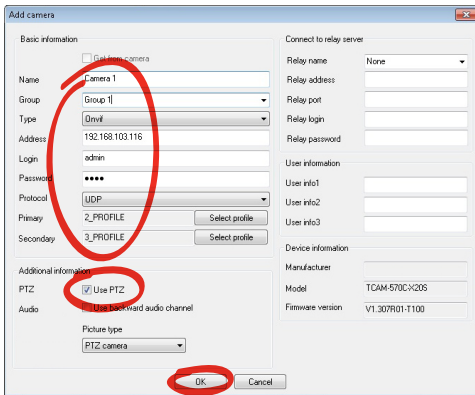 Add camera
Basic information
Get from camera
Name Camera 1
Group Group 1
Type Onvif
Address 192.168.103.116
Login admin
Password ••••
Protocol UDP
Primary 2_PROFILE Select profile
Secondary 3_PROFILE Select profile
Additional information
PTZ Use PTZ
Audio Use backward audio channel
Picture type
PTZ camera
Connect to relay server
Relay name None
Relay address
Relay port
Relay login
Relay password
User information
User info1
User info2
User info3
Device information
Manufacturer
Model TCAM-570C-X20S
Firmware version V1.307R01-T100
OK Cancel